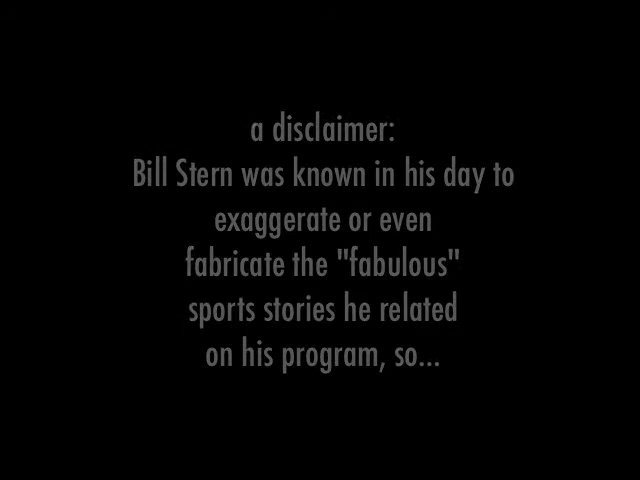 a disclaimer:
Bill Stern was known in his day to
exaggerate or even
fabricate the "fabulous"
sports stories he related
on his program, so...